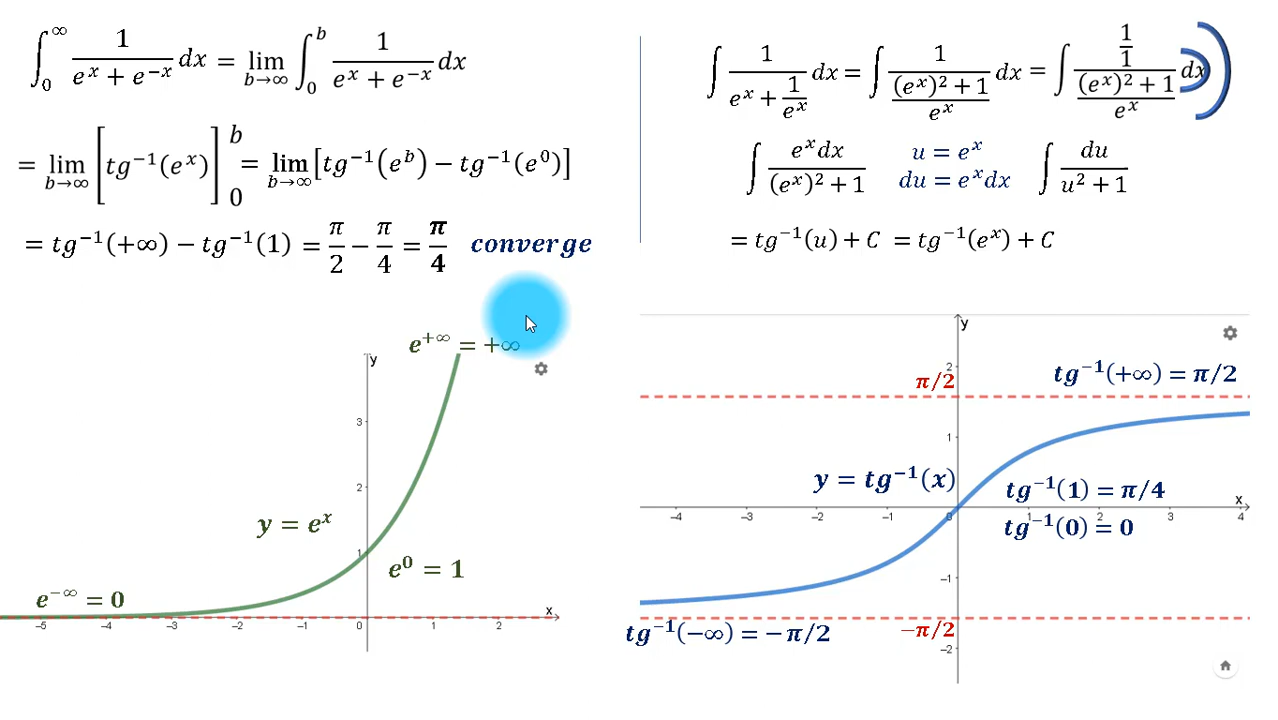 ∫₀^∞ 1/(eˣ + e⁻ˣ) dx = lim b→∞ ∫₀^b 1/(eˣ + e⁻ˣ) dx
= lim b→∞ [tg⁻¹(eˣ)] b 0 = lim b→∞ [tg⁻¹(e^b) − tg⁻¹(e⁰)]
= tg⁻¹(+∞) − tg⁻¹(1) = π/2 − π/4 = π/4 converge
∫ 1/(eˣ + 1/eˣ) dx = ∫ 1/(((eˣ)² + 1)/eˣ) dx = ∫ (1/1)/(((eˣ)² + 1)/eˣ) dx
∫ eˣdx/((eˣ)² + 1) u = eˣ ∫ du/(u² + 1)
du = eˣdx
= tg⁻¹(u) + C = tg⁻¹(eˣ) + C
e^{+∞} = +∞
y
3
2
y = eˣ
1
e⁰ = 1
e^{−∞} = 0
x
−5 −4 −3 −2 −1 0 1 2
y
2
π/2 tg⁻¹(+∞) = π/2
1
y = tg⁻¹(x) tg⁻¹(1) = π/4
x
−4 −3 −2 −1 0 1 2 3 4
tg⁻¹(0) = 0
−1
tg⁻¹(−∞) = −π/2 −π/2
−2